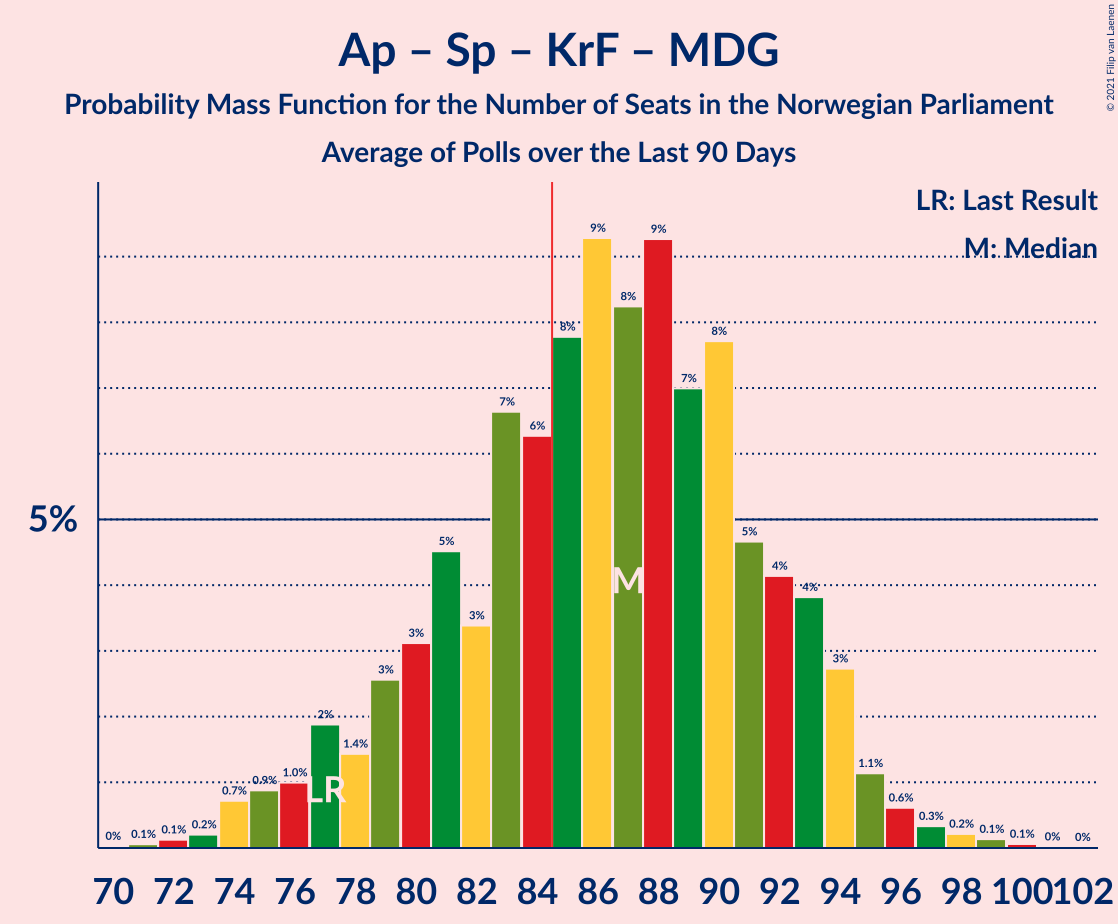 Ap – Sp – KrF – MDG
Probability Mass Function for the Number of Seats in the Norwegian Parliament
Average of Polls over the Last 90 Days
© 2021 Filip van Laenen
LR: Last Result
M: Median
5%
0% 0.1% 0.1% 0.2% 0.7% 0.9% 1.0% 2% 1.4% 3% 3% 5% 3% 7% 6% 8% 9% 8% 9% 7% 8% 5% 4% 4% 3% 1.1% 0.6% 0.3% 0.2% 0.1% 0.1% 0% 0%
M
LR
70 72 74 76 78 80 82 84 86 88 90 92 94 96 98 100 102